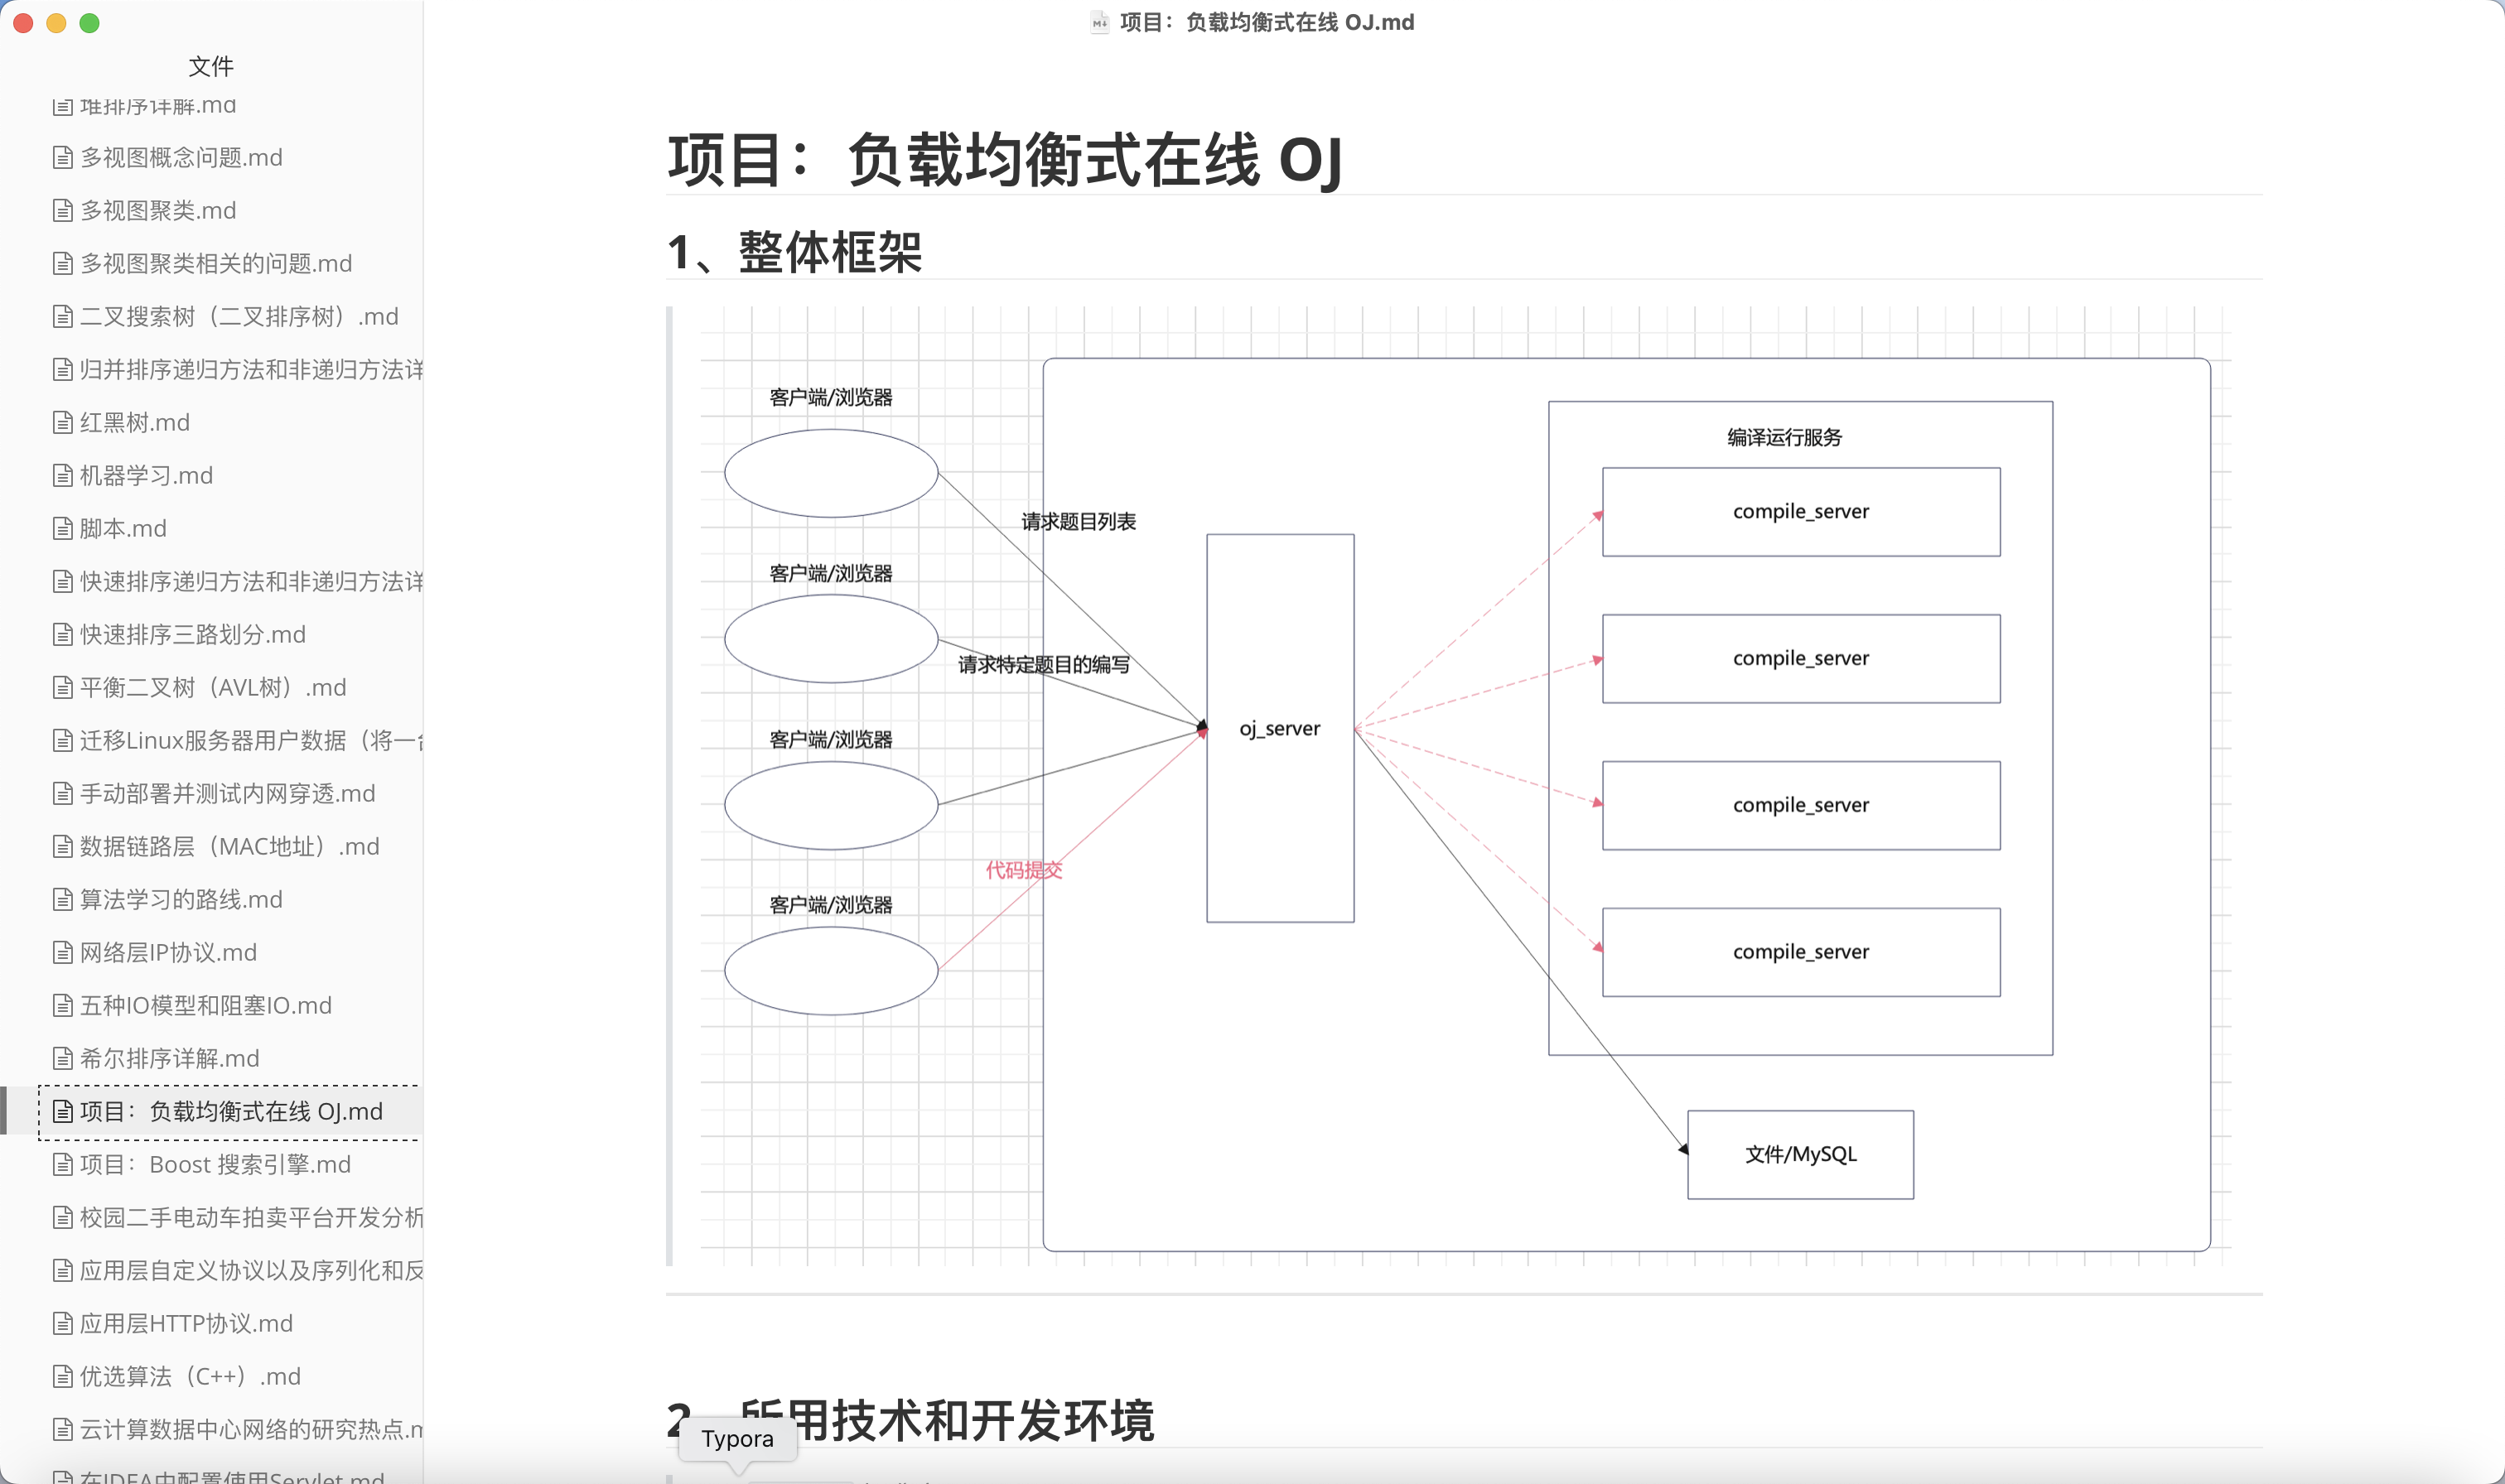 项目：负载均衡式在线 OJ.md
文件
堆排序详解.md
多视图概念问题.md
多视图聚类.md
多视图聚类相关的问题.md
二叉搜索树（二叉排序树）.md
归并排序递归方法和非递归方法详
红黑树.md
机器学习.md
脚本.md
快速排序递归方法和非递归方法详
快速排序三路划分.md
平衡二叉树（AVL树）.md
迁移Linux服务器用户数据（将一台
手动部署并测试内网穿透.md
数据链路层（MAC地址）.md
算法学习的路线.md
网络层IP协议.md
五种IO模型和阻塞IO.md
希尔排序详解.md
项目：负载均衡式在线 OJ.md
项目：Boost 搜索引擎.md
校园二手电动车拍卖平台开发分析
应用层自定义协议以及序列化和反
应用层HTTP协议.md
优选算法（C++）.md
云计算数据中心网络的研究热点.m
在IDEA中配置使用Servlet.md
项目：负载均衡式在线 OJ
1、整体框架
客户端/浏览器
客户端/浏览器
客户端/浏览器
客户端/浏览器
请求题目列表
请求特定题目的编写
代码提交
oj_server
编译运行服务
compile_server
compile_server
compile_server
compile_server
文件/MySQL
2、所用技术和开发环境
Typora